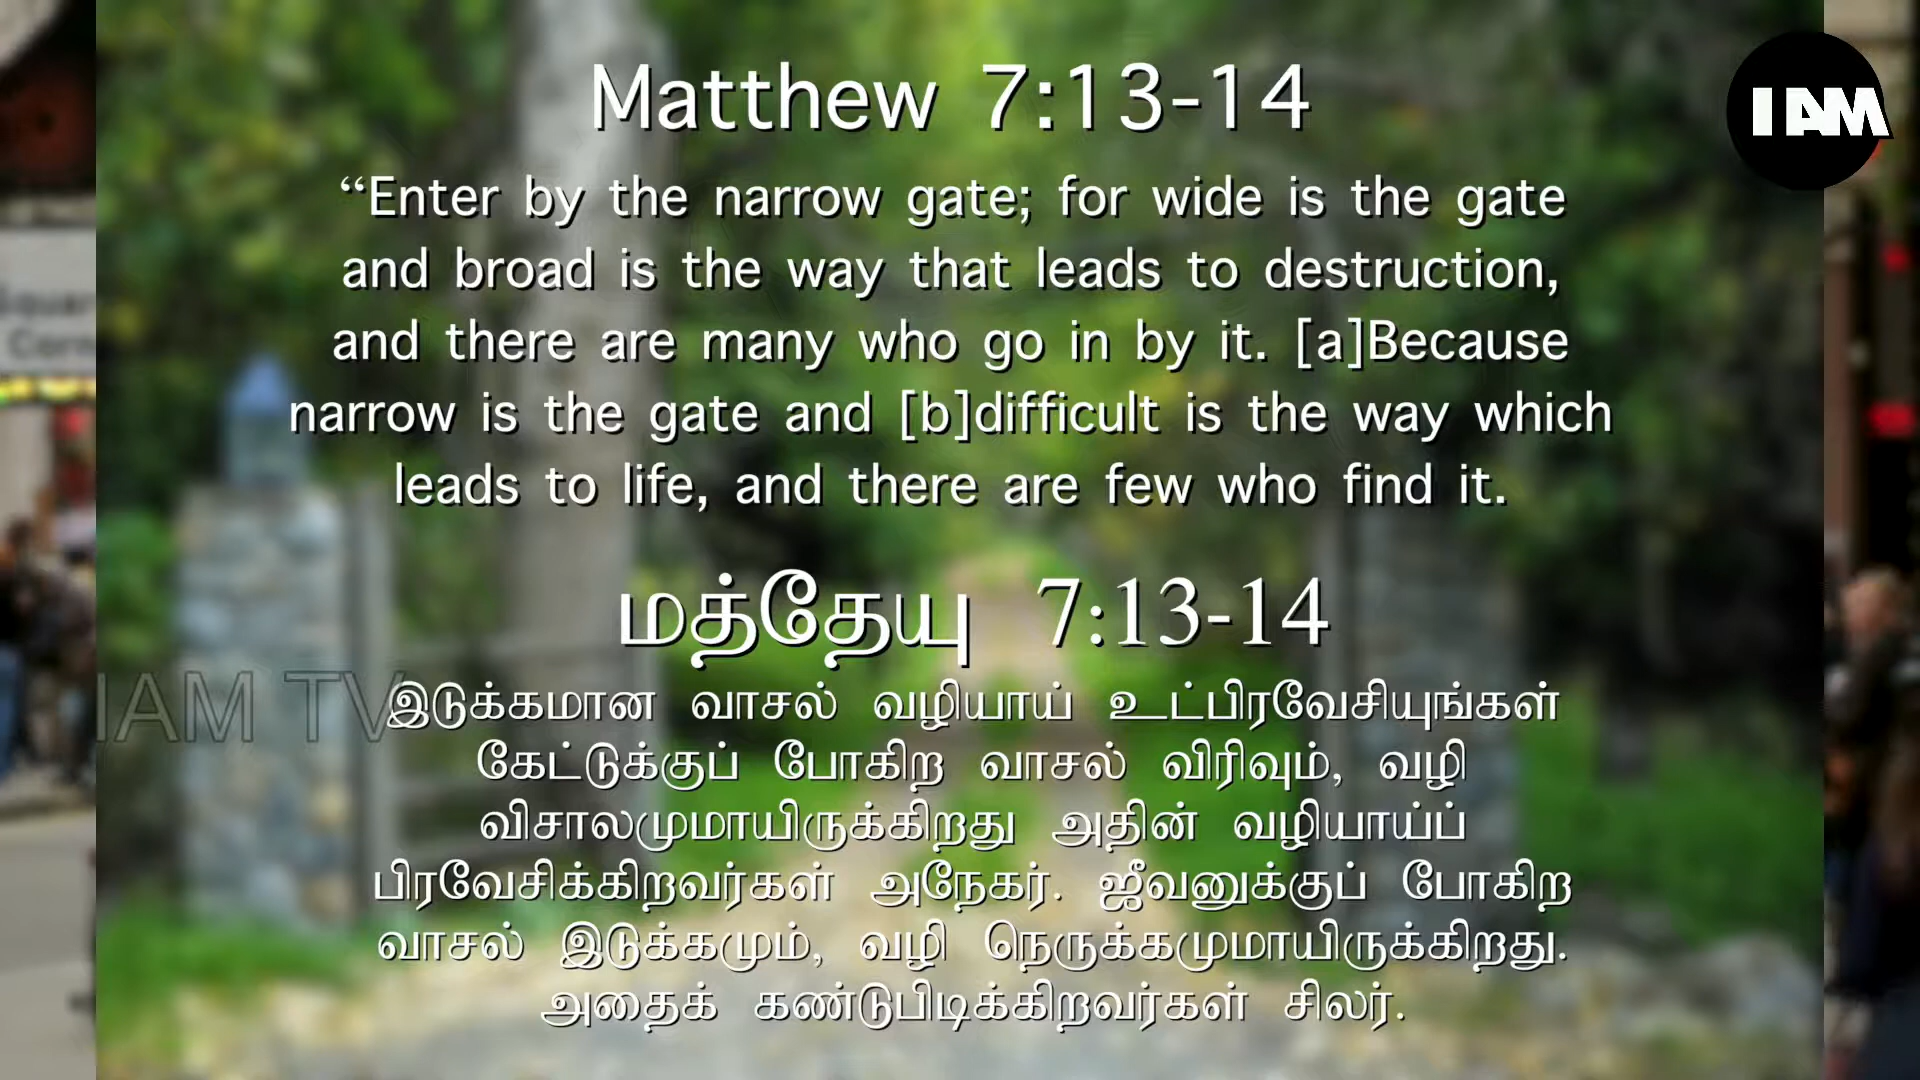 Matthew 7:13-14
I AM
“Enter by the narrow gate; for wide is the gate
and broad is the way that leads to destruction,
and there are many who go in by it. [a]Because
narrow is the gate and [b]difficult is the way which
leads to life, and there are few who find it.
மத்தேயு 7:13-14
IAM TV
இடுக்கமான வாசல் வழியாய் உட்பிரவேசியுங்கள்
கேட்டுக்குப் போகிற வாசல் விரிவும், வழி
விசாலமுமாயிருக்கிறது அதின் வழியாய்ப்
பிரவேசிக்கிறவர்கள் அநேகர். ஜீவனுக்குப் போகிற
வாசல் இடுக்கமும், வழி நெருக்கமுமாயிருக்கிறது.
அதைக் கண்டுபிடிக்கிறவர்கள் சிலர்.